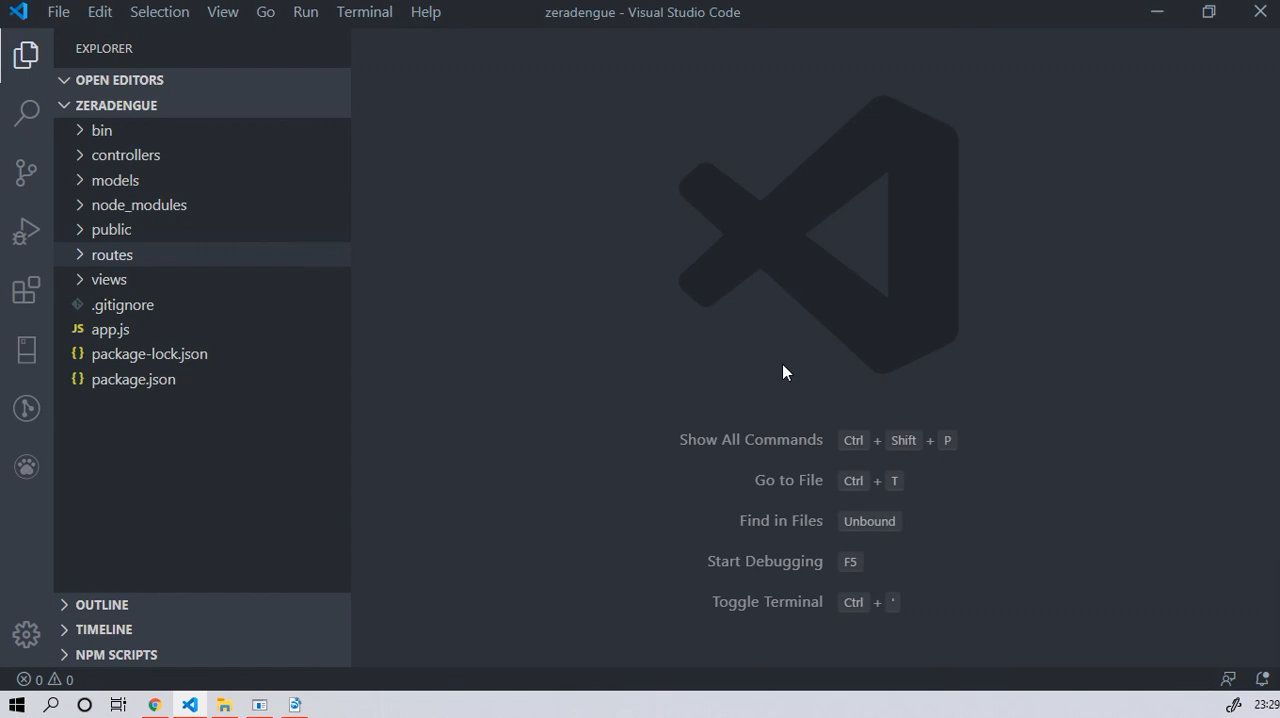 File Edit Selection View Go Run Terminal Help zeradengue - Visual Studio Code
EXPLORER
OPEN EDITORS
ZERADENGUE
bin
controllers
models
node_modules
public
routes
views
.gitignore
JS app.js
{} package-lock.json
{} package.json
Show All Commands Ctrl + Shift + P
Go to File Ctrl + T
Find in Files Unbound
Start Debugging F5
Toggle Terminal Ctrl + '
OUTLINE
TIMELINE
NPM SCRIPTS
0 0
23:29